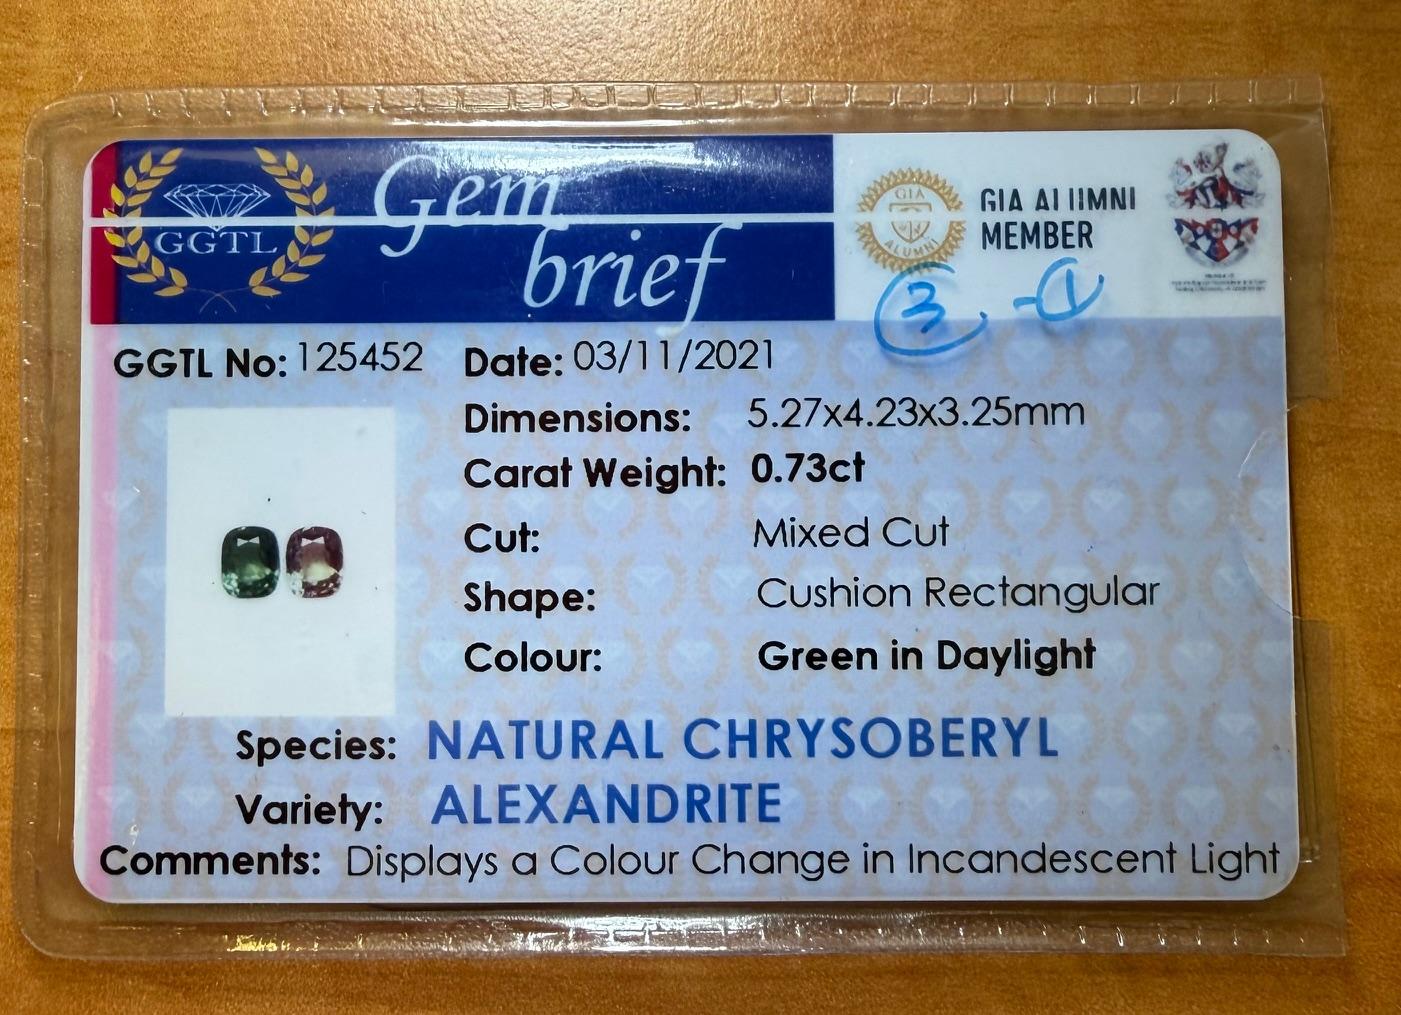 GGTL
Gem
brief
GIA
ALUMNI
GIA ALUMNI
MEMBER
3 - 1
GGTL No: 125452 Date: 03/11/2021
Dimensions: 5.27x4.23x3.25mm
Carat Weight: 0.73ct
Cut: Mixed Cut
Shape: Cushion Rectangular
Colour: Green in Daylight
Species: NATURAL CHRYSOBERYL
Variety: ALEXANDRITE
Comments: Displays a Colour Change in Incandescent Light